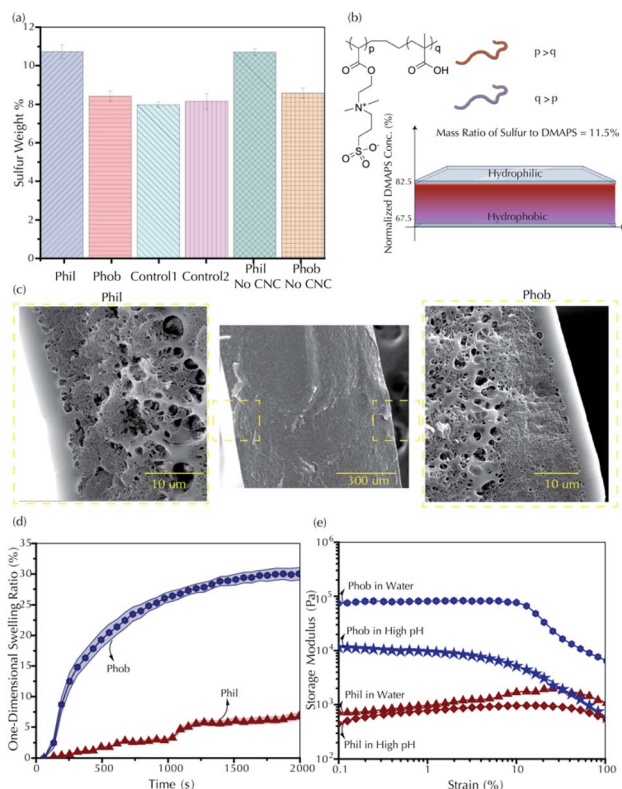 (a)
Sulfur Weight %
12
10
8
6
4
2
0
Phil
Phob
Control1
Control2
Phil
No CNC
Phob
No CNC
(b)
p
q
O
O
O
OH
N+
O-
S
O
O
p>q
q>p
Mass Ratio of Sulfur to DMAPS = 11.5%
Normalized DMAPS Conc. (%)
82.5
67.5
Hydrophilic
Hydrophobic
(c)
Phil
10 um
300 um
Phob
10 um
(d)
One-Dimensional Swelling Ratio (%)
35
30
25
20
15
10
5
0
Phob
Phil
0
500
1000
1500
2000
Time (s)
(e)
Storage Modulus (Pa)
10^6
10^5
10^4
10^3
10^2
Phob in Water
Phob in High pH
Phil in Water
Phil in High pH
0.1
1
10
100
Strain (%)